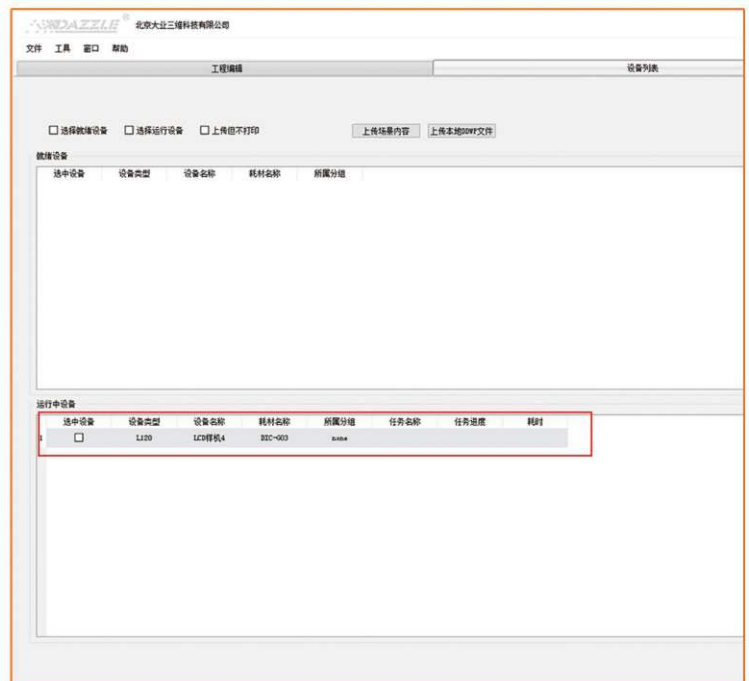 DAZZLE® 北京大业三维科技有限公司
文件 工具 窗口 帮助
工程编辑 设备列表
选择就绪设备 选择运行设备 上传但不打印 上传场景内容 上传本地DDWF文件
就绪设备
选中设备 设备类型 设备名称 耗材名称 所属分组
运行中设备
选中设备 设备类型 设备名称 耗材名称 所属分组 任务名称 任务进度 耗时
1 L120 LCD样机4 DZC-G03 none